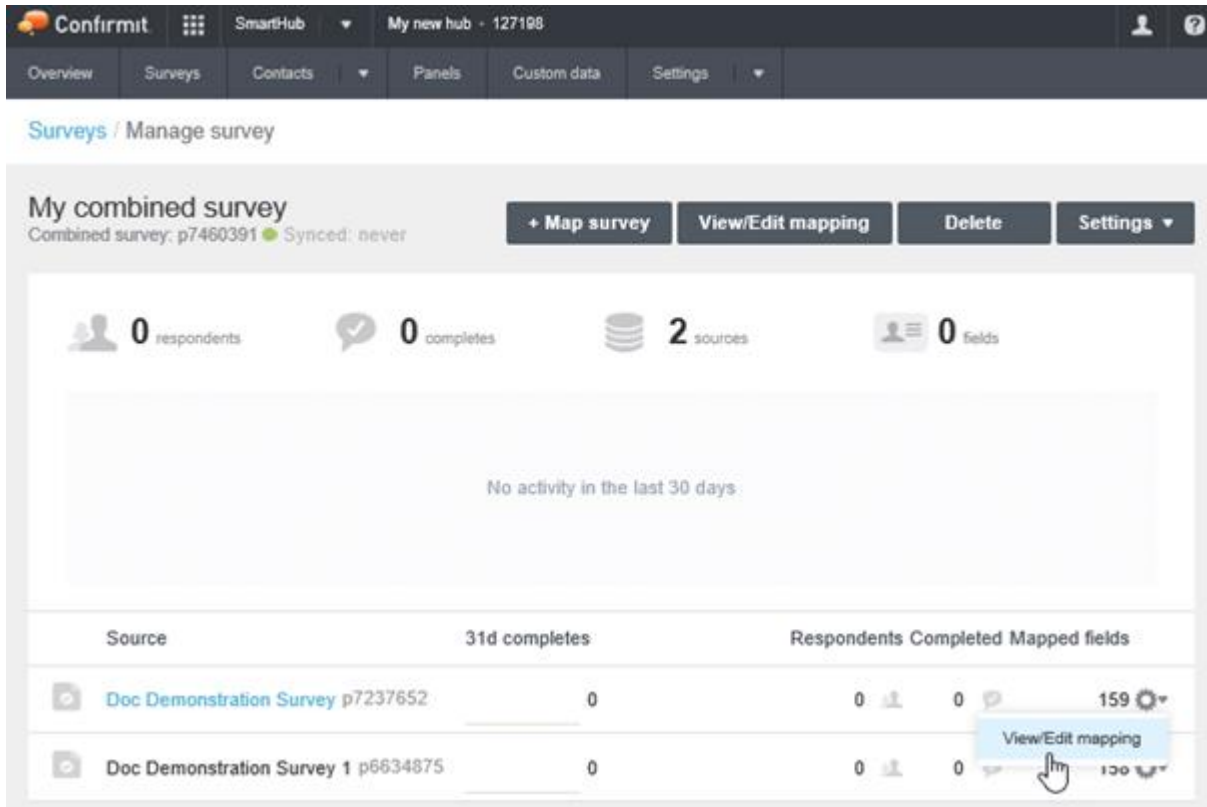 Confirmit SmartHub My new hub - 127198
Overview Surveys Contacts Panels Custom data Settings
Surveys / Manage survey
My combined survey
Combined survey: p7460391 Synced: never
+ Map survey View/Edit mapping Delete Settings
0 respondents 0 completes 2 sources 0 fields
No activity in the last 30 days
Source 31d completes Respondents Completed Mapped fields
Doc Demonstration Survey p7237652 0 0 0 159
View/Edit mapping
Doc Demonstration Survey 1 p6634875 0 0 0